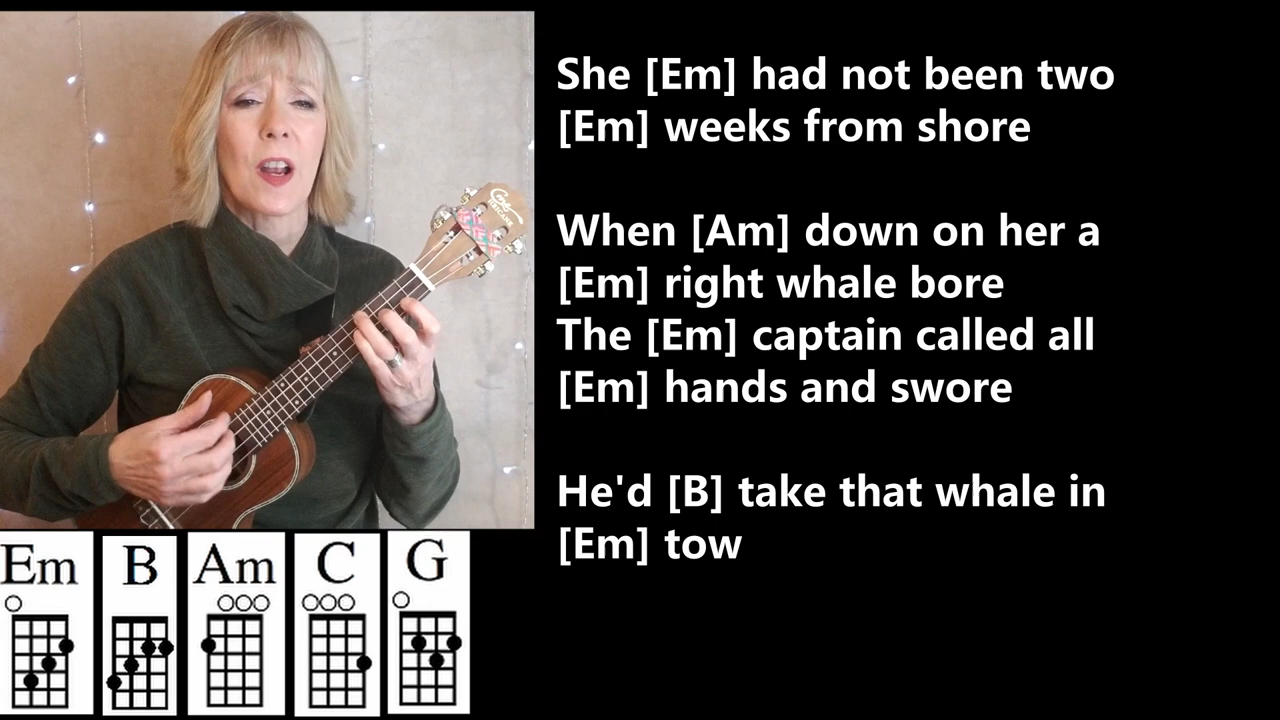 She [Em] had not been two
[Em] weeks from shore
When [Am] down on her a
[Em] right whale bore
The [Em] captain called all
[Em] hands and swore
He'd [B] take that whale in
[Em] tow
Em B Am C G